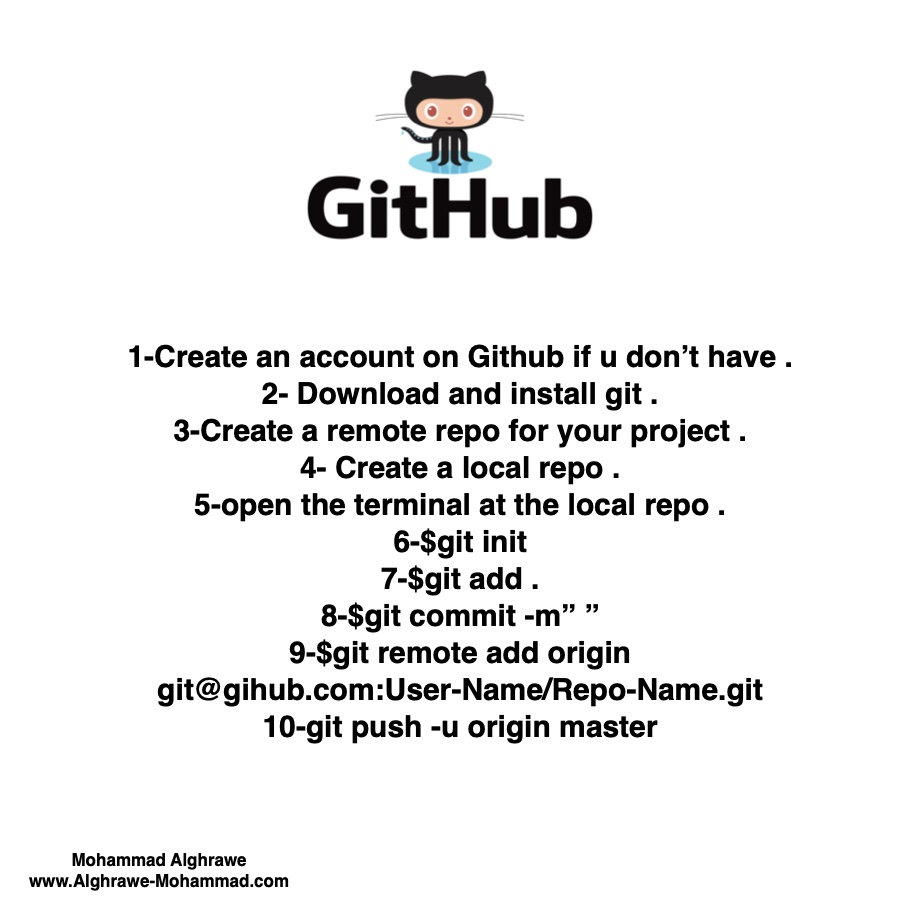 GitHub
1-Create an account on Github if u don’t have .
2- Download and install git .
3-Create a remote repo for your project .
4- Create a local repo .
5-open the terminal at the local repo .
6-$git init
7-$git add .
8-$git commit -m” ”
9-$git remote add origin
git@gihub.com:User-Name/Repo-Name.git
10-git push -u origin master
Mohammad Alghrawe
www.Alghrawe-Mohammad.com